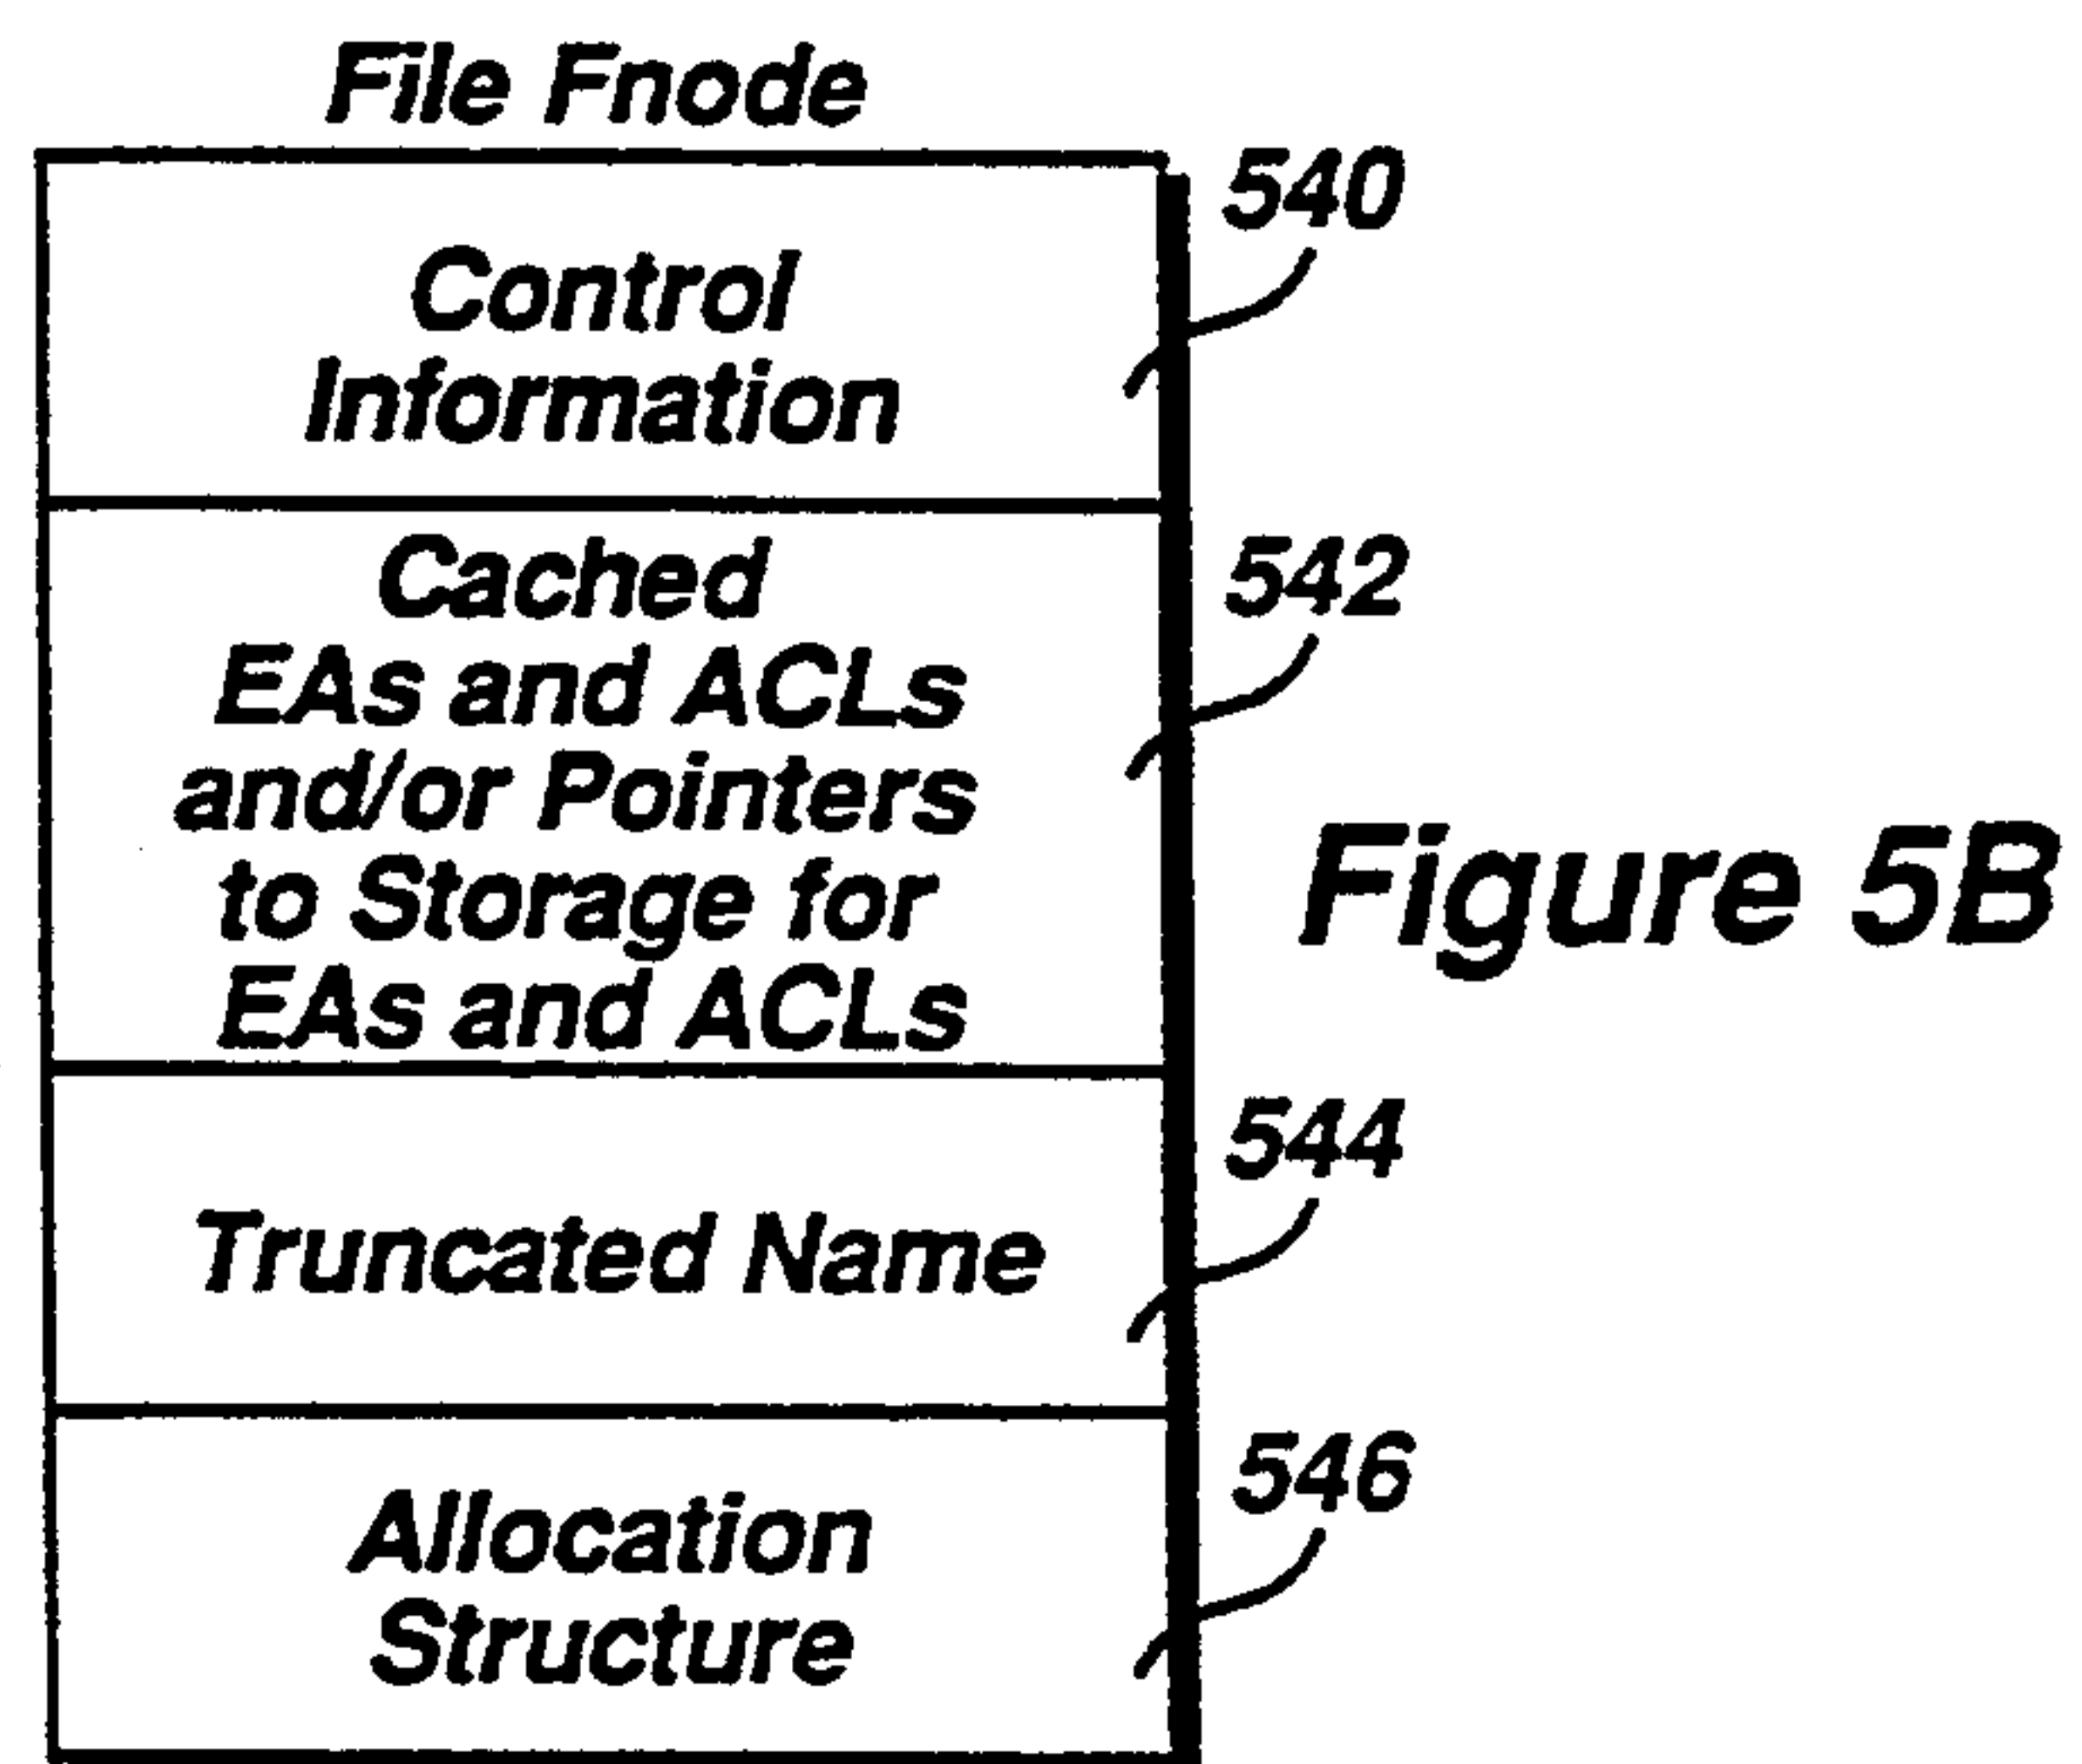 File Fnode
540
Control
Information
542
Cached
EAs and ACLs
and/or Pointers
to Storage for
EAs and ACLs
Figure 5B
544
Truncated Name
546
Allocation
Structure